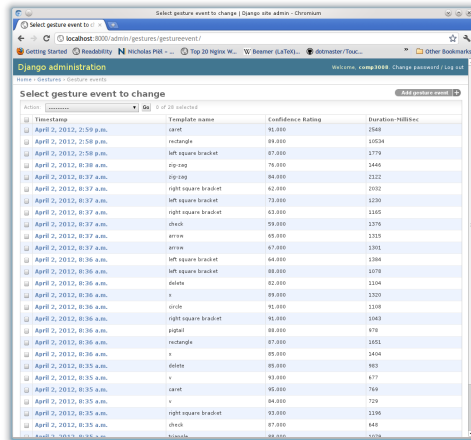 Select gesture event to change | Django site admin - Chromium
Select gesture event to c
localhost:8000/admin/gestures/gestureevent/
Getting Started Readability Nicholas Piël - ... Top 20 Nginx W... Beamer (LaTeX)... dotmaster/Touc... » Other Bookmarks
Django administration Welcome, comp3008. Change password / Log out
Home › Gestures › Gesture events
Select gesture event to change Add gesture event +
Action: --------- Go 0 of 28 selected
Timestamp Template name Confidence Rating Duration-MilliSec
April 2, 2012, 2:59 p.m. caret 91.000 2548
April 2, 2012, 2:58 p.m. rectangle 89.000 10534
April 2, 2012, 2:58 p.m. left square bracket 87.000 1779
April 2, 2012, 8:38 a.m. zig-zag 76.000 1446
April 2, 2012, 8:37 a.m. zig-zag 84.000 2122
April 2, 2012, 8:37 a.m. right square bracket 62.000 2032
April 2, 2012, 8:37 a.m. left square bracket 73.000 1230
April 2, 2012, 8:37 a.m. right square bracket 63.000 1165
April 2, 2012, 8:37 a.m. check 59.000 1376
April 2, 2012, 8:37 a.m. arrow 65.000 1315
April 2, 2012, 8:37 a.m. arrow 67.000 1301
April 2, 2012, 8:36 a.m. left square bracket 64.000 1384
April 2, 2012, 8:36 a.m. left square bracket 88.000 1078
April 2, 2012, 8:36 a.m. delete 82.000 1104
April 2, 2012, 8:36 a.m. x 89.000 1320
April 2, 2012, 8:36 a.m. circle 91.000 1108
April 2, 2012, 8:36 a.m. right square bracket 91.000 1043
April 2, 2012, 8:36 a.m. pigtail 88.000 978
April 2, 2012, 8:36 a.m. rectangle 87.000 1651
April 2, 2012, 8:36 a.m. x 85.000 1404
April 2, 2012, 8:35 a.m. delete 85.000 983
April 2, 2012, 8:35 a.m. v 93.000 677
April 2, 2012, 8:35 a.m. caret 95.000 769
April 2, 2012, 8:35 a.m. v 84.000 729
April 2, 2012, 8:35 a.m. right square bracket 93.000 1196
April 2, 2012, 8:35 a.m. check 87.000 648
April 2, 2012, 8:35 a.m. triangle 88.000 1079